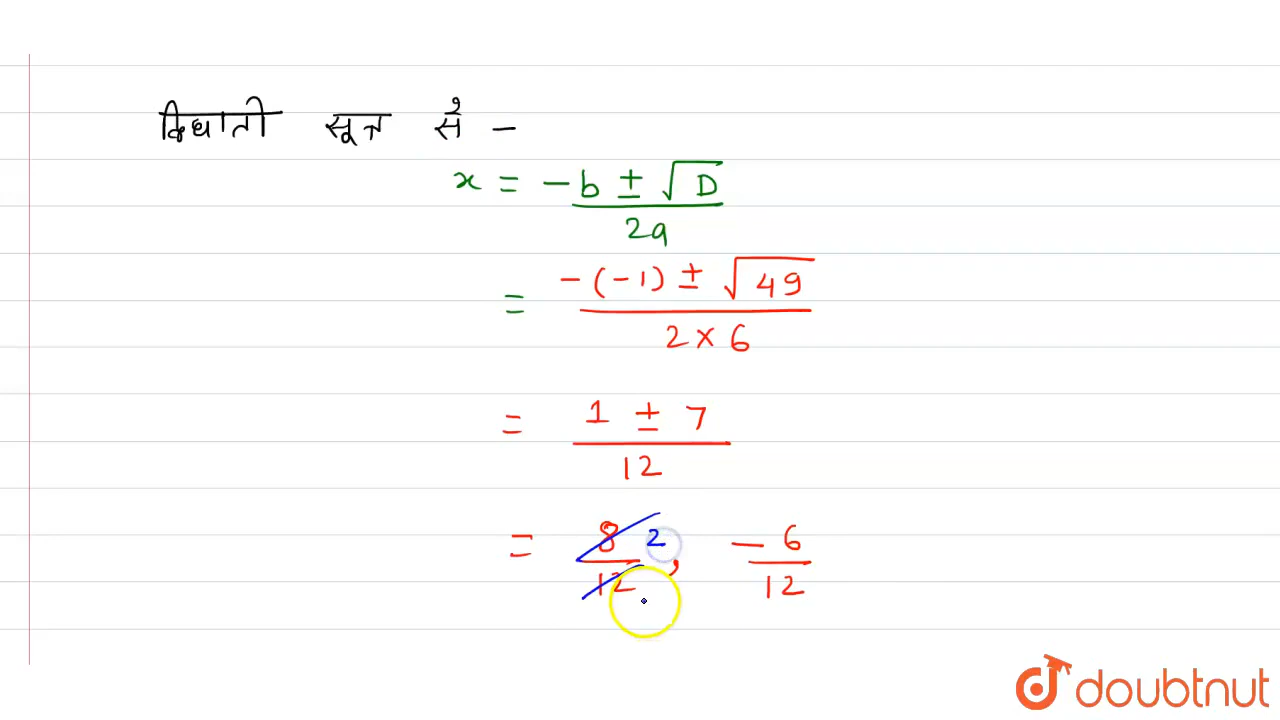 द्विघाती सूत्र से -
x = -b ± √D
2a
= -(-1) ± √49
2 × 6
= 1 ± 7
12
= 8 2 , -6
12 12
doubtnut